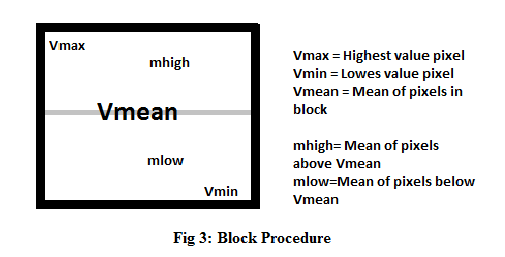 Vmax
mhigh
Vmean
mlow
Vmin
Vmax = Highest value pixel
Vmin = Lowes value pixel
Vmean = Mean of pixels in
block
mhigh= Mean of pixels
above Vmean
mlow=Mean of pixels below
Vmean
Fig 3: Block Procedure